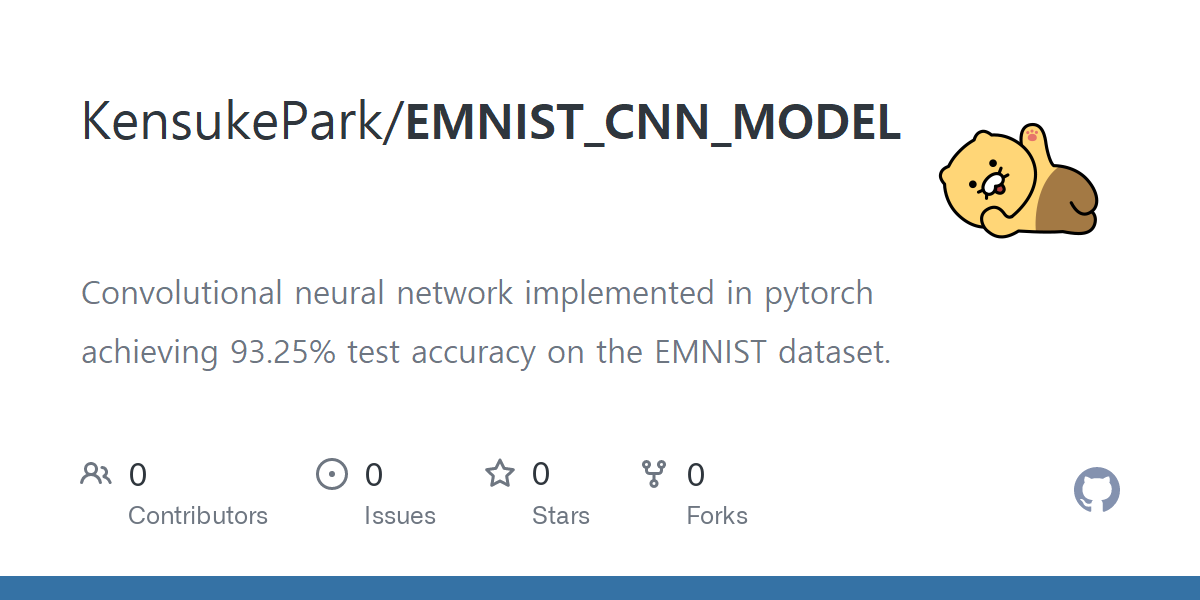 KensukePark/EMNIST_CNN_MODEL
Convolutional neural network implemented in pytorch
achieving 93.25% test accuracy on the EMNIST dataset.
0 0 0 0
Contributors Issues Stars Forks